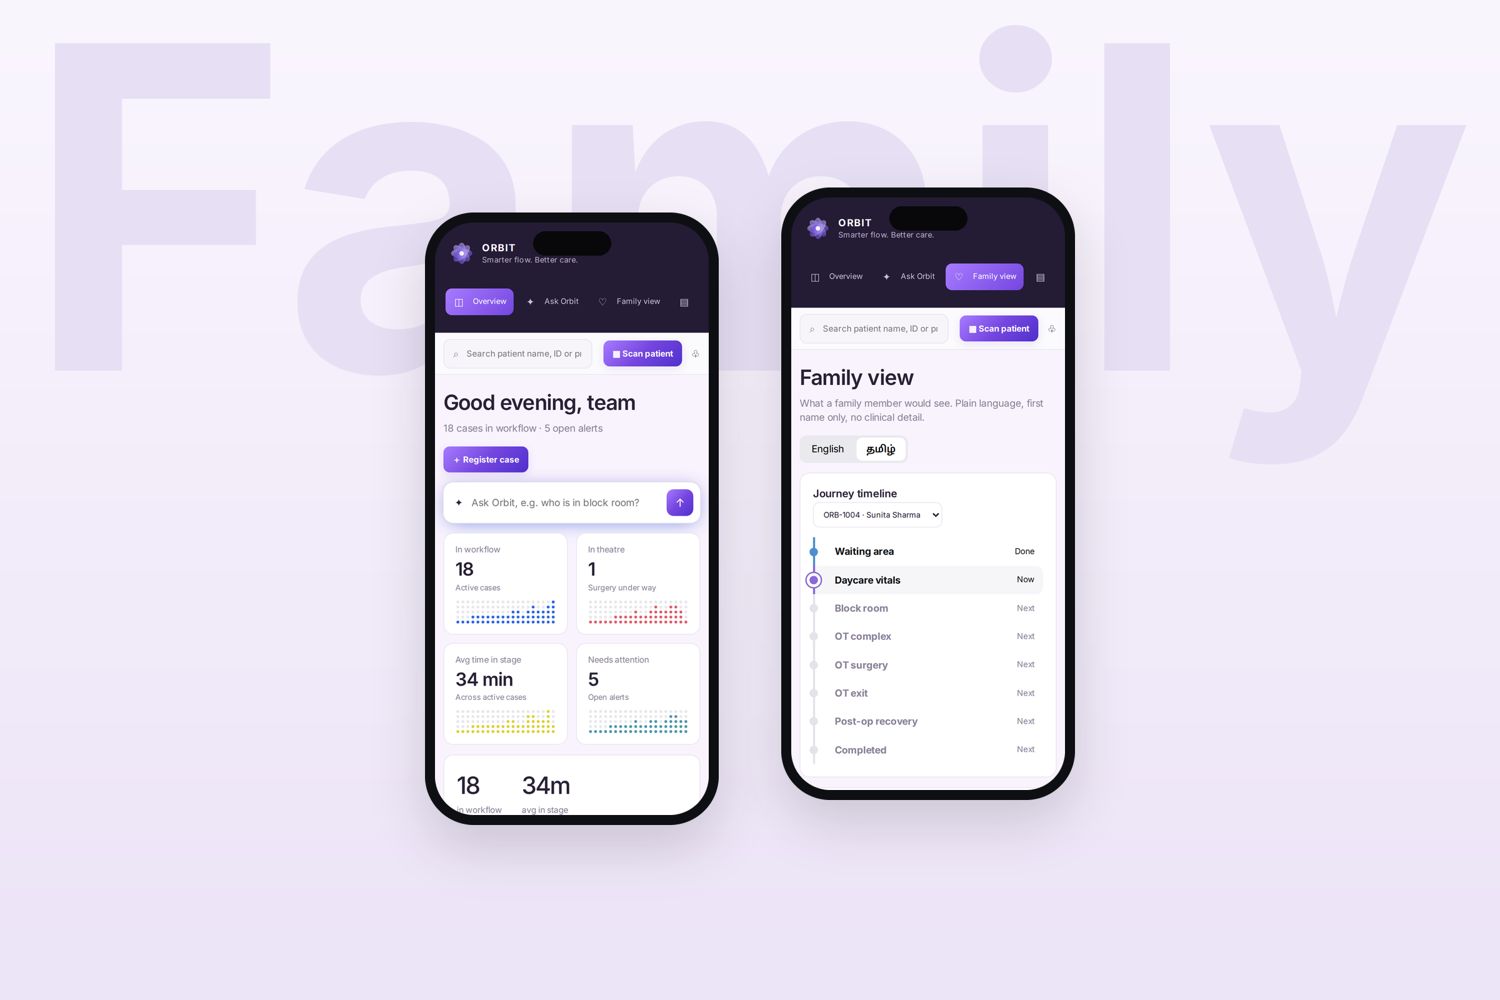 Family
ORBIT
Smarter flow. Better care.
Overview
Ask Orbit
Family view
Search patient name, ID or pr
Scan patient
Good evening, team
18 cases in workflow · 5 open alerts
+ Register case
Ask Orbit, e.g. who is in block room?
In workflow
18
Active cases
In theatre
1
Surgery under way
Avg time in stage
34 min
Across active cases
Needs attention
5
Open alerts
18
in workflow
34m
avg in stage
ORBIT
Smarter flow. Better care.
Overview
Ask Orbit
Family view
Search patient name, ID or pr
Scan patient
Family view
What a family member would see. Plain language, first
name only, no clinical detail.
English
தமிழ்
Journey timeline
ORB-1004 · Sunita Sharma
Waiting area Done
Daycare vitals Now
Block room Next
OT complex Next
OT surgery Next
OT exit Next
Post-op recovery Next
Completed Next